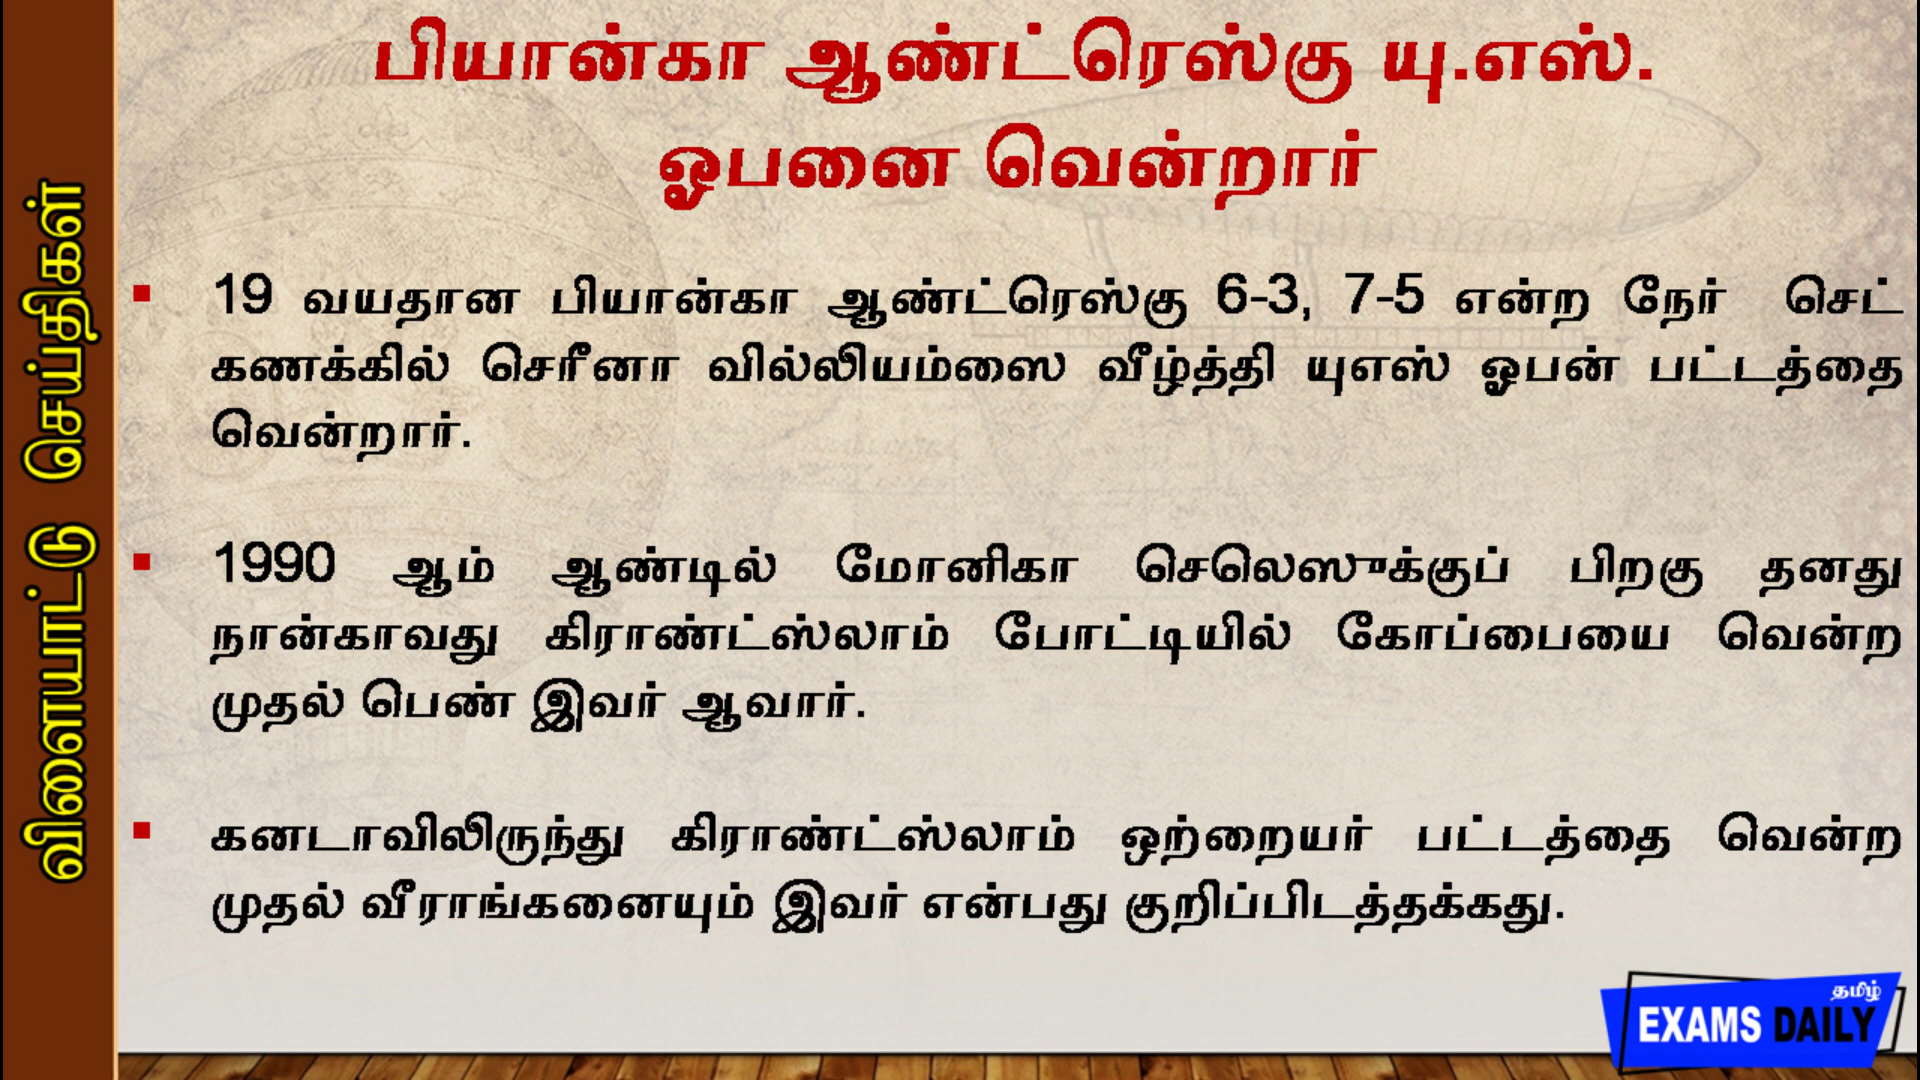 விளையாட்டு செய்திகள்
பியான்கா ஆண்ட்ரெஸ்கு யு.எஸ்.
ஓபனை வென்றார்
19 வயதான பியான்கா ஆண்ட்ரெஸ்கு 6-3, 7-5 என்ற நேர் செட்
கணக்கில் செரீனா வில்லியம்ஸை வீழ்த்தி யுஎஸ் ஓபன் பட்டத்தை
வென்றார்.
1990 ஆம் ஆண்டில் மோனிகா செலெஸுக்குப் பிறகு தனது
நான்காவது கிராண்ட்ஸ்லாம் போட்டியில் கோப்பையை வென்ற
முதல் பெண் இவர் ஆவார்.
கனடாவிலிருந்து கிராண்ட்ஸ்லாம் ஒற்றையர் பட்டத்தை வென்ற
முதல் வீராங்கனையும் இவர் என்பது குறிப்பிடத்தக்கது.
தமிழ்
EXAMS DAILY